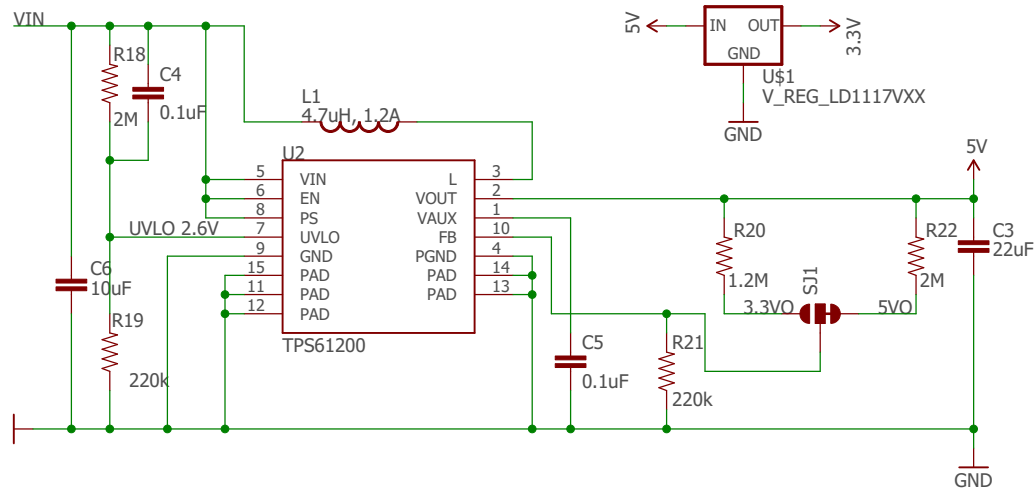 VIN
R18
2M
C4
0.1uF
L1
4.7uH, 1.2A
5V
IN
OUT
GND
3.3V
U$1
V_REG_LD1117VXX
GND
U2
5
VIN
L
3
6
EN
VOUT
2
8
PS
VAUX
1
UVLO 2.6V
7
UVLO
FB
10
9
GND
PGND
4
15
PAD
PAD
14
11
PAD
PAD
13
12
PAD
TPS61200
C6
10uF
R19
220k
C5
0.1uF
R21
220k
R20
1.2M
3.3VO
SJ1
5VO
R22
2M
5V
C3
22uF
GND